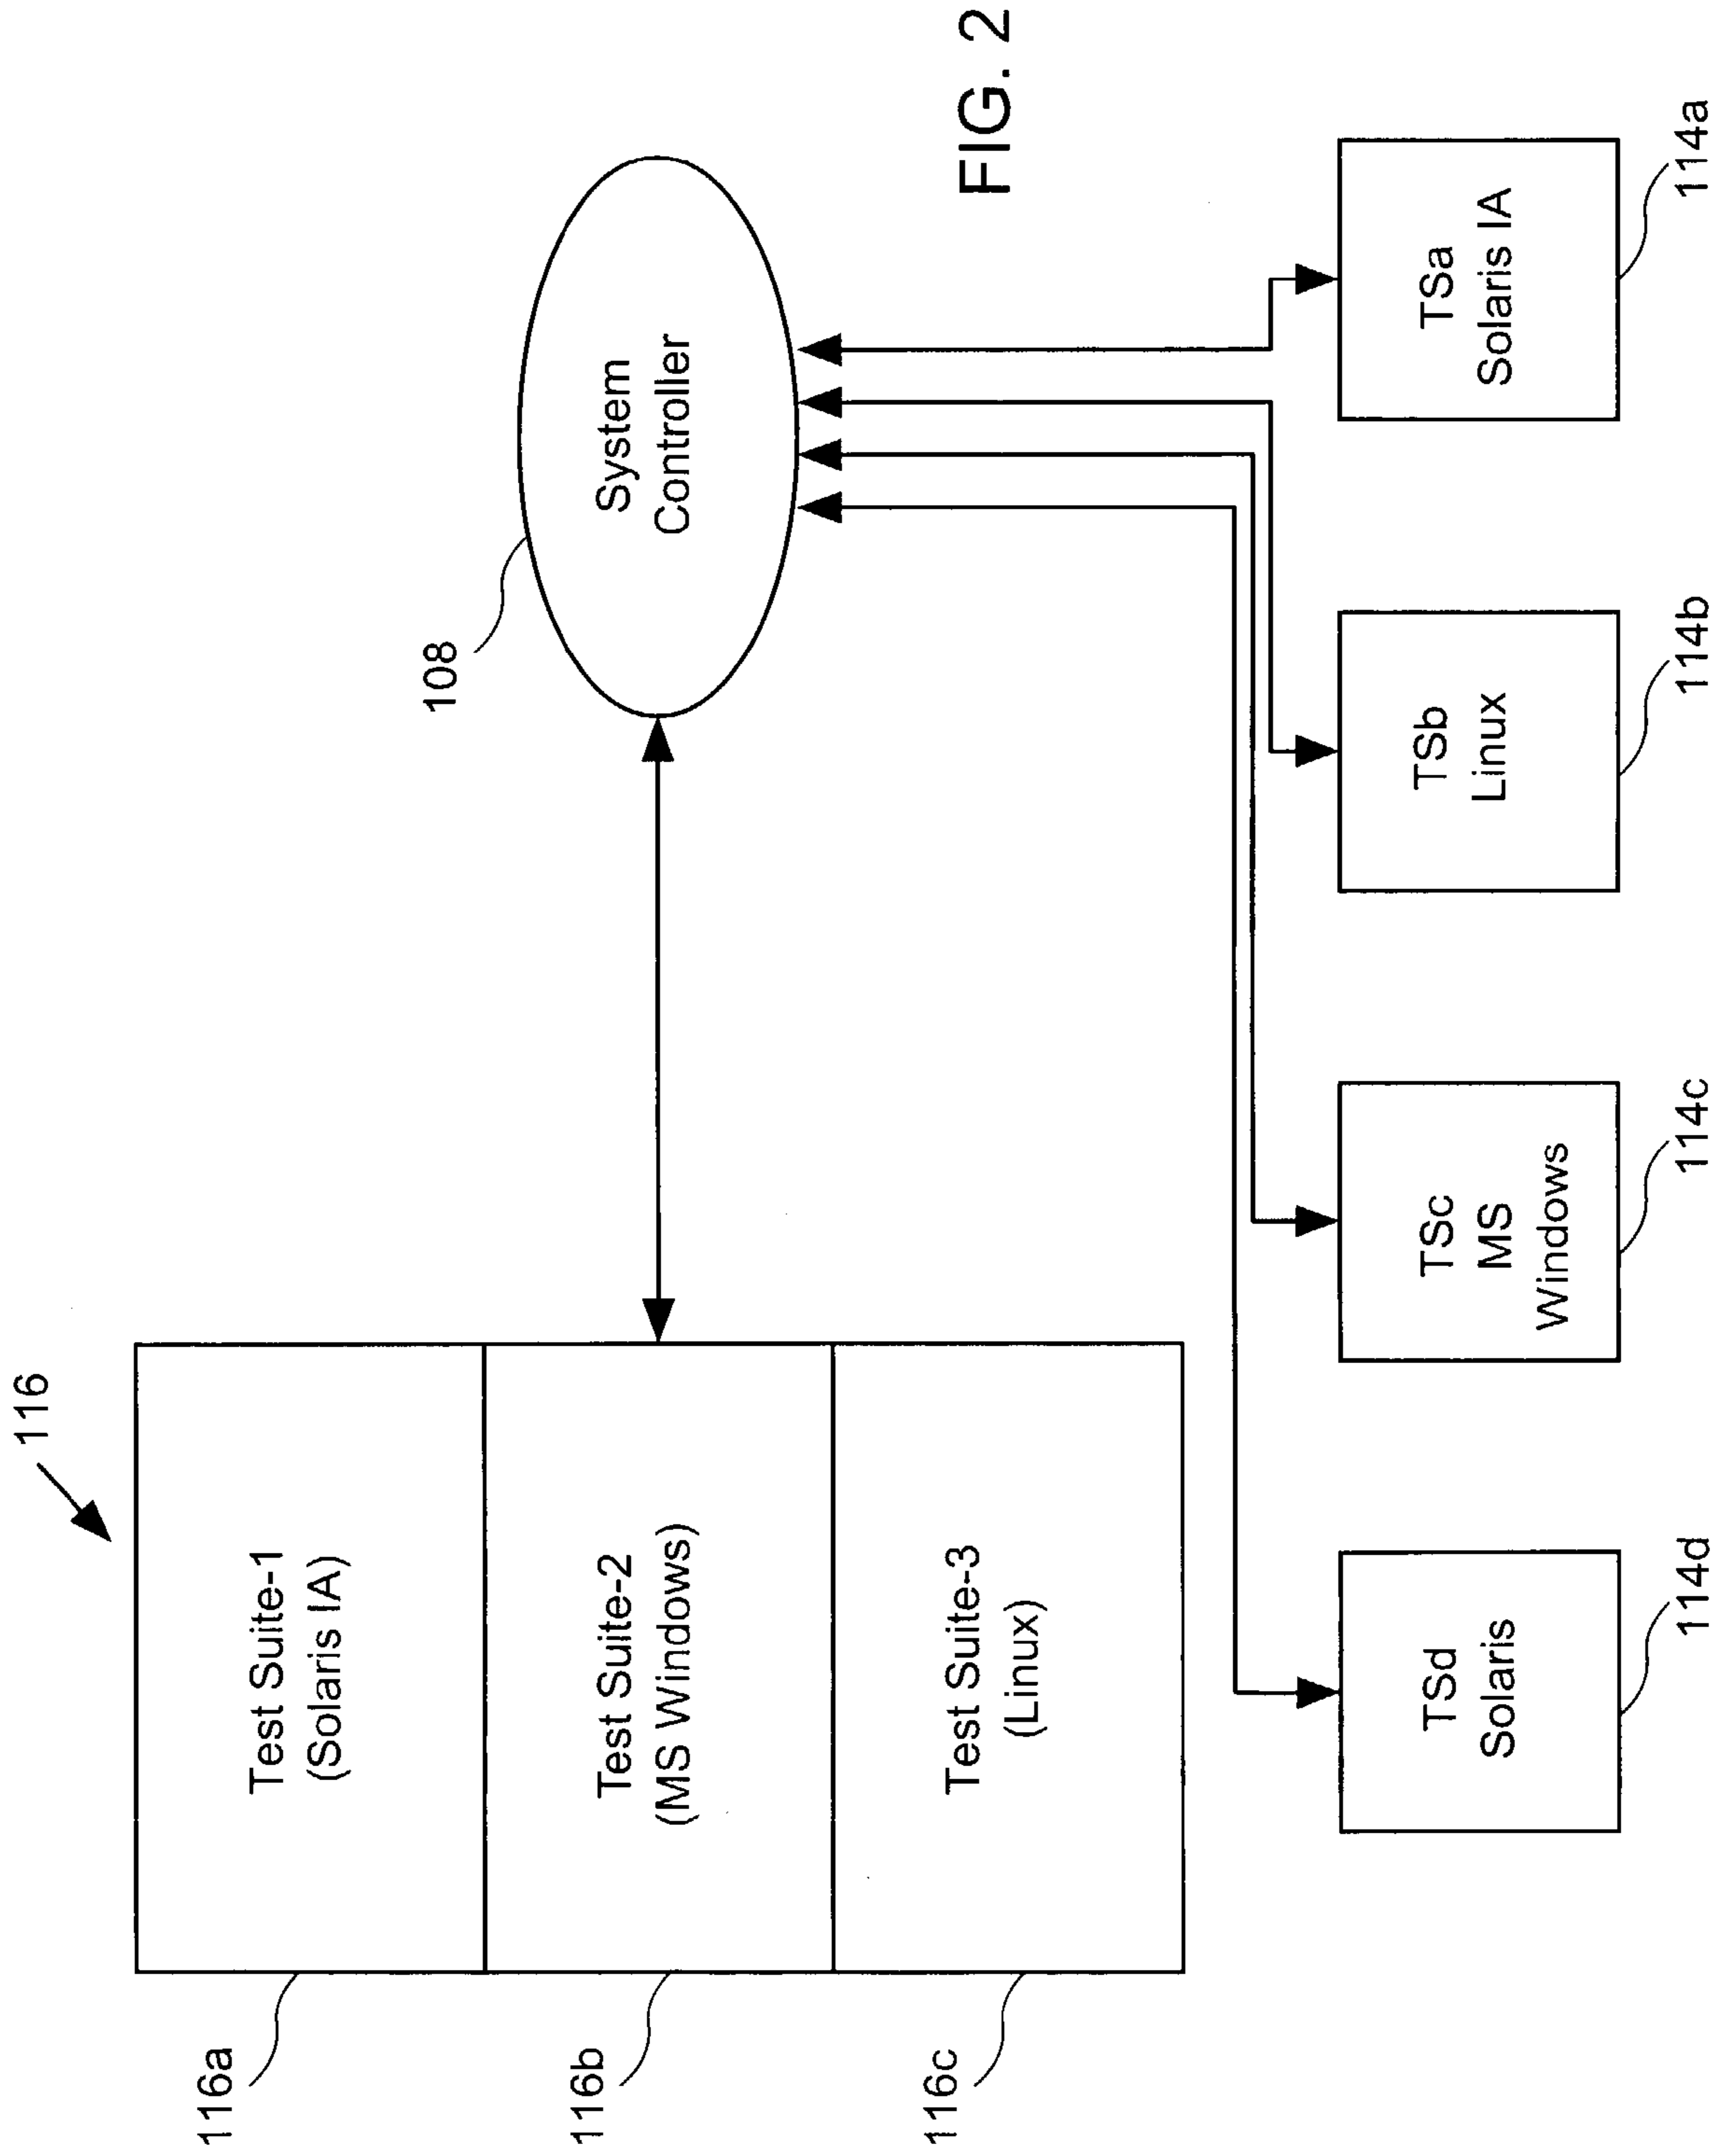 116
116a
Test Suite-1
(Solaris IA)
116b
Test Suite-2
(MS Windows)
116c
Test Suite-3
(Linux)
108
System
Controller
TSd
Solaris
114d
TSc
MS
Windows
114c
TSb
Linux
114b
TSa
Solaris IA
114a
FIG. 2